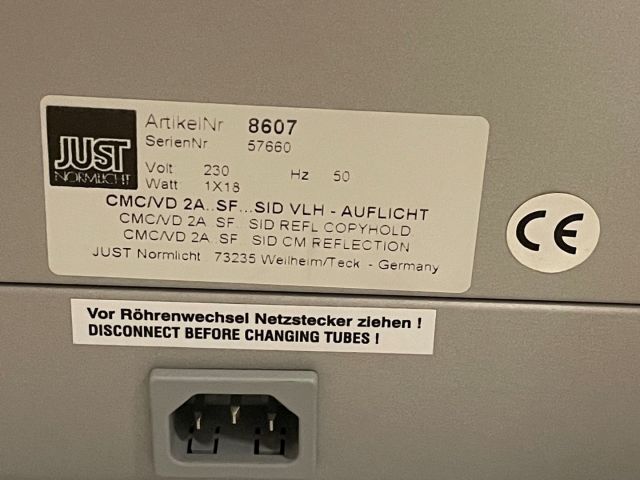 JUST
NORMLICHT
ArtikelNr 8607
SerienNr 57660
Volt 230 Hz 50
Watt 1X18
CMC/VD 2A..SF...SID VLH - AUFLICHT
CMC/VD 2A..SF...SID REFL COPYHOLD
CMC/VD 2A..SF...SID CM REFLECTION
JUST Normlicht 73235 Weilheim/Teck - Germany
CE
Vor Röhrenwechsel Netzstecker ziehen !
DISCONNECT BEFORE CHANGING TUBES !